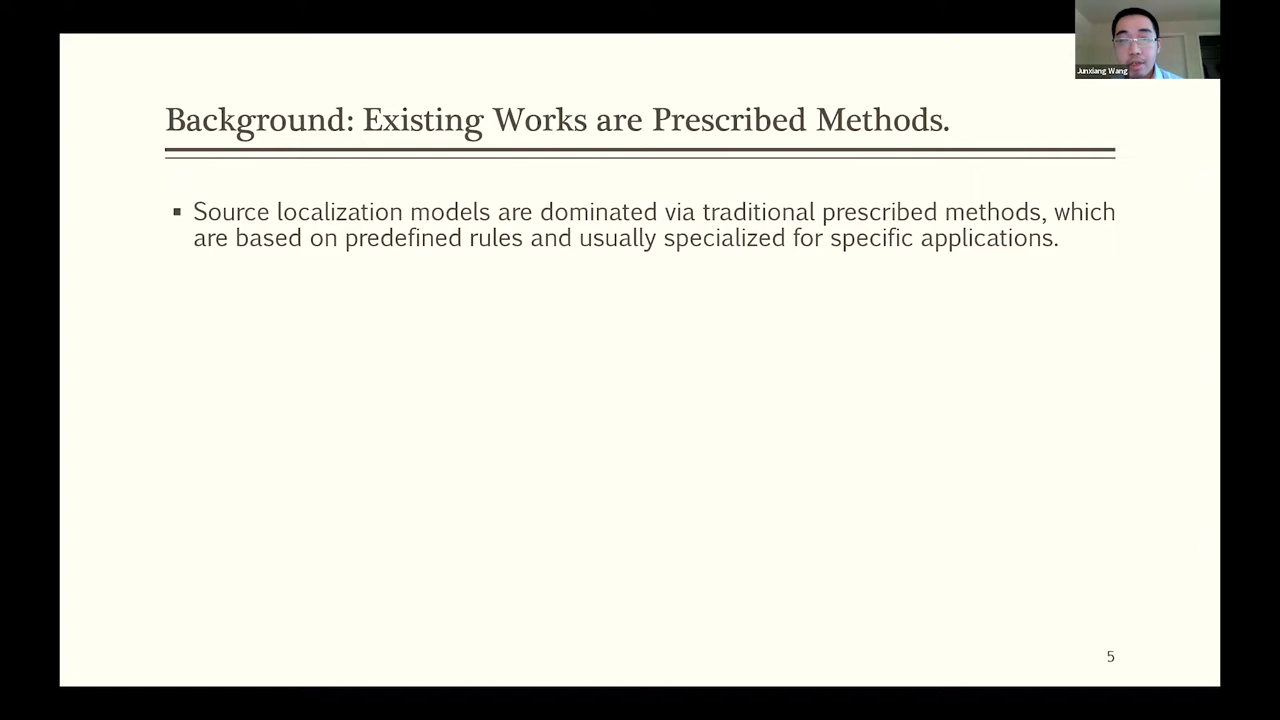 Junxiang Wang
Background: Existing Works are Prescribed Methods.
▪ Source localization models are dominated via traditional prescribed methods, which
are based on predefined rules and usually specialized for specific applications.
5